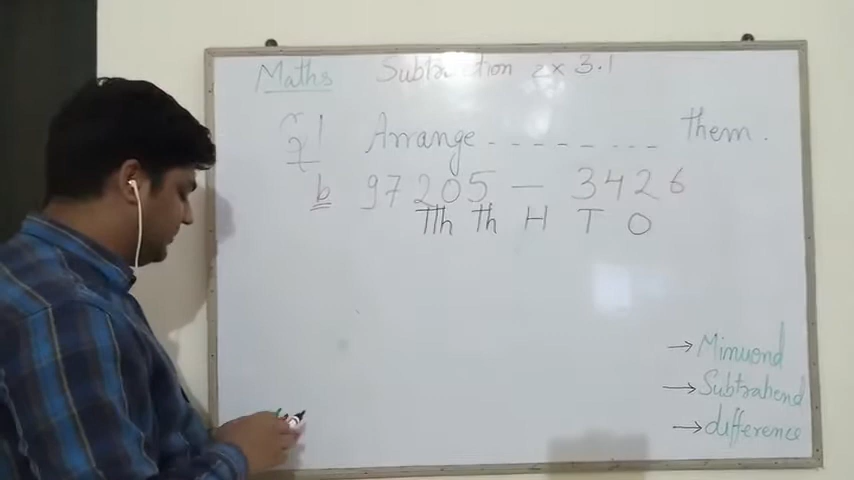 Maths Subtraction Ex 3.1
Q1 Arrange - - - - - - - them.
b 97205 — 3426
Tth th H T O
→ Minuend
→ Subtrahend
→ difference